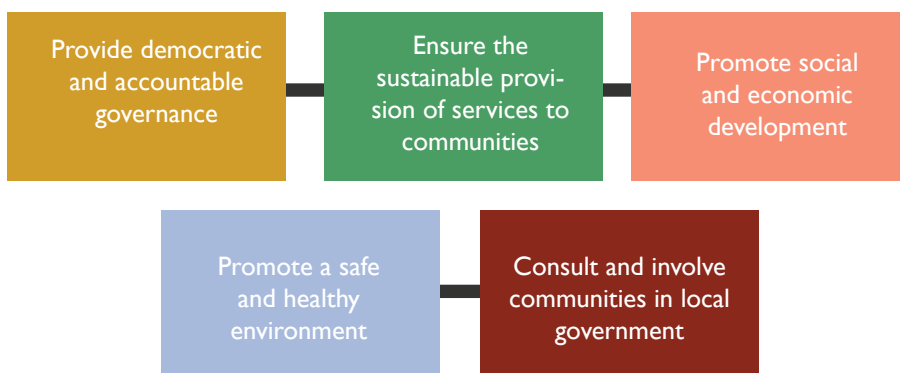 Provide democratic
and accountable
governance
Ensure the
sustainable provi-
sion of services to
communities
Promote social
and economic
development
Promote a safe
and healthy
environment
Consult and involve
communities in local
government